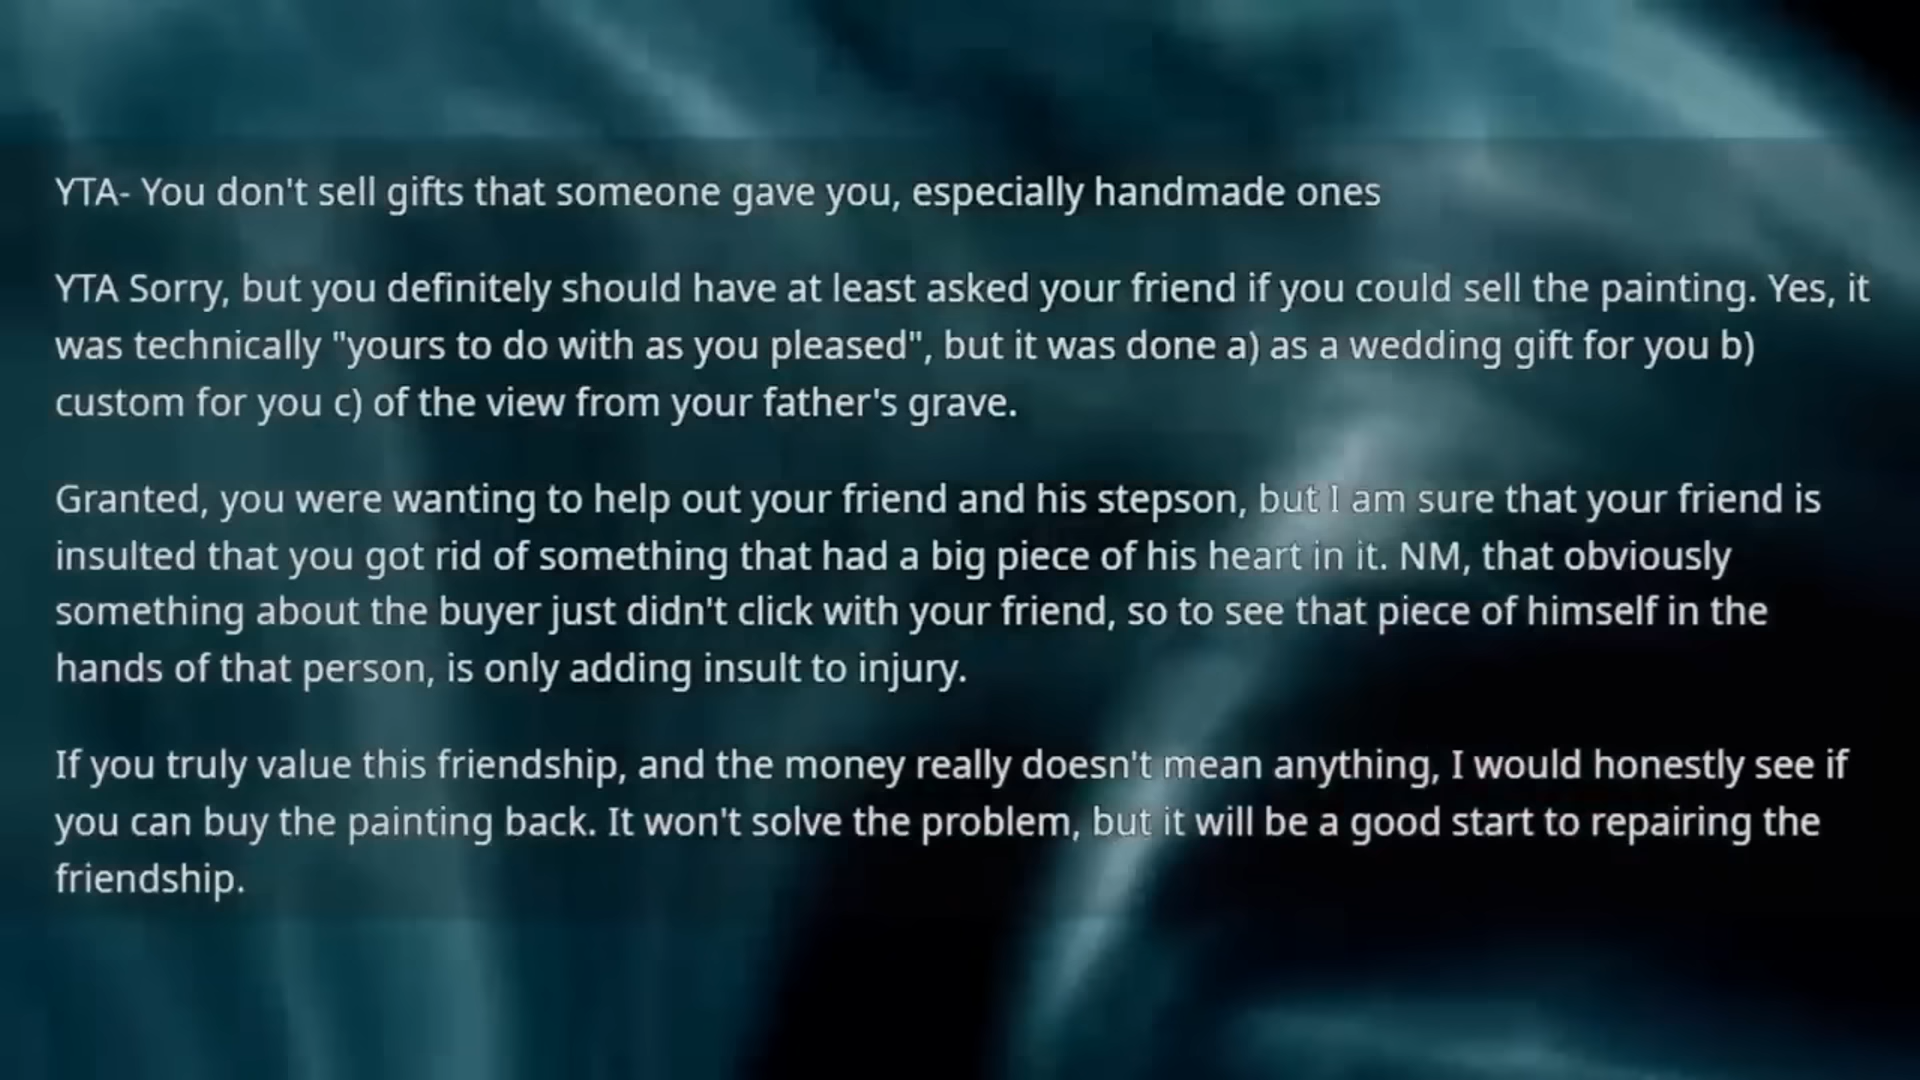 YTA- You don't sell gifts that someone gave you, especially handmade ones
YTA Sorry, but you definitely should have at least asked your friend if you could sell the painting. Yes, it
was technically "yours to do with as you pleased", but it was done a) as a wedding gift for you b)
custom for you c) of the view from your father's grave.
Granted, you were wanting to help out your friend and his stepson, but I am sure that your friend is
insulted that you got rid of something that had a big piece of his heart in it. NM, that obviously
something about the buyer just didn't click with your friend, so to see that piece of himself in the
hands of that person, is only adding insult to injury.
If you truly value this friendship, and the money really doesn't mean anything, I would honestly see if
you can buy the painting back. It won't solve the problem, but it will be a good start to repairing the
friendship.